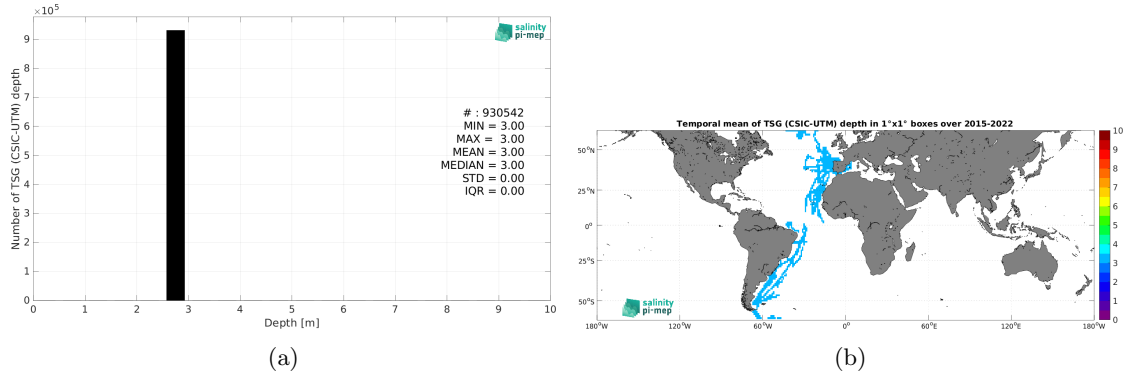 ×10⁵
9
8
7
6
5
4
3
2
1
0
Number of TSG (CSIC-UTM) depth
0 1 2 3 4 5 6 7 8 9 10
Depth [m]
salinity
pi-mep
# : 930542
MIN = 3.00
MAX = 3.00
MEAN = 3.00
MEDIAN = 3.00
STD = 0.00
IQR = 0.00
(a)
Temporal mean of TSG (CSIC-UTM) depth in 1°x1° boxes over 2015-2022
50°N
25°N
0°
25°S
50°S
180°W 120°W 60°W 0° 60°E 120°E 180°E
salinity
pi-mep
10
9
8
7
6
5
4
3
2
1
0
(b)